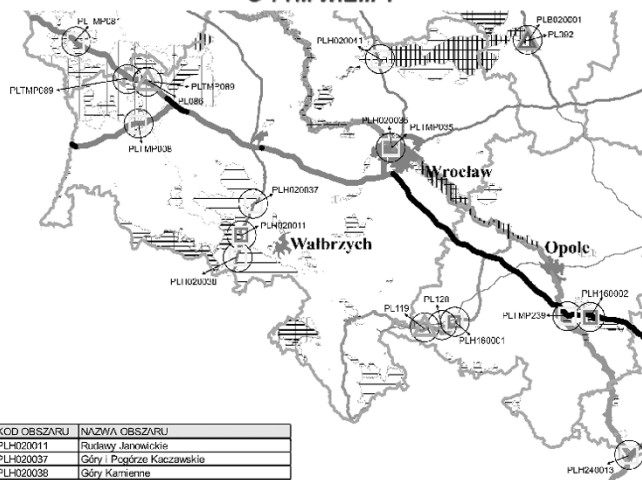 PLTMP081
PLB020001
PL092
PLH020011
PLTMP089
PLTMP089
PL086
PLTMP008
PLH020036
PLTMP035
Wrocław
PLH020037
PLH020011
Wałbrzych
PLH020038
Opole
PLH160002
PL128
PL119
PLTMP239
PLH160001
PLH240013
KOD OBSZARU NAZWA OBSZARU
PLH020011 Rudawy Janowickie
PLH020037 Góry i Pogórze Kaczawskie
PLH020038 Góry Kamienne